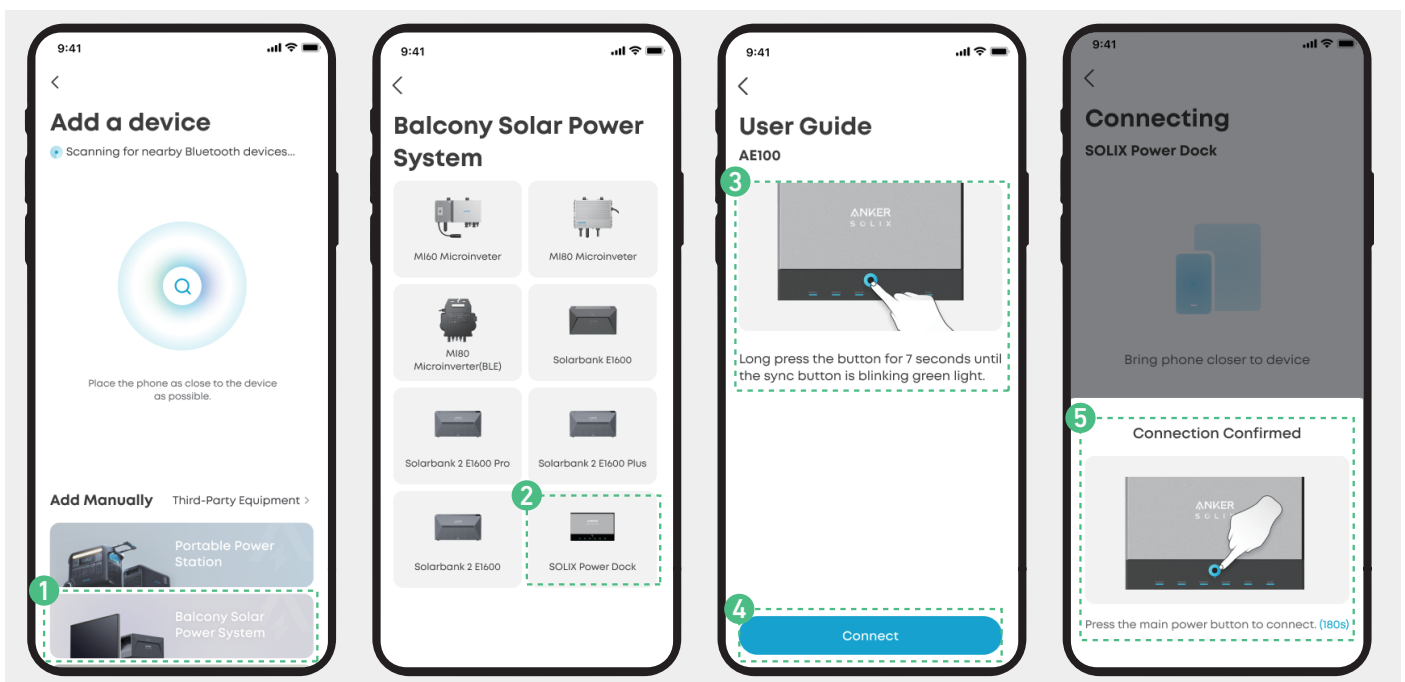 9:41
Add a device
Scanning for nearby Bluetooth devices...
Place the phone as close to the device
as possible.
Add Manually
Third-Party Equipment >
Portable Power
Station
1
Balcony Solar
Power System
9:41
Balcony Solar Power
System
MI60 Microinveter
MI80 Microinveter
MI80
Microinverter(BLE)
Solarbank E1600
Solarbank 2 E1600 Pro
Solarbank 2 E1600 Plus
2
Solarbank 2 E1600
SOLIX Power Dock
9:41
User Guide
AE100
3
ANKER
SOLIX
Long press the button for 7 seconds until
the sync button is blinking green light.
4
Connect
9:41
Connecting
SOLIX Power Dock
Bring phone closer to device
5
Connection Confirmed
ANKER
Press the main power button to connect. (180s)